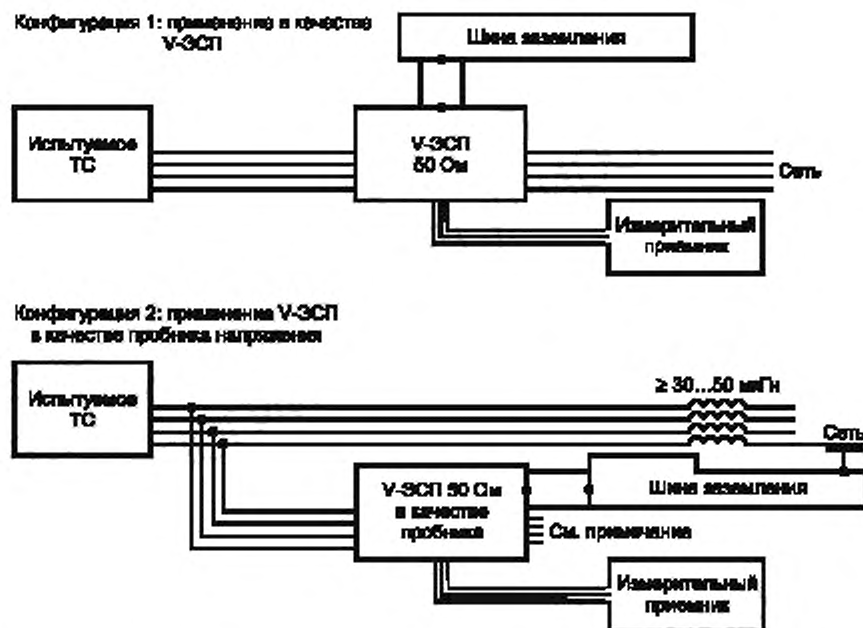 Конфигурация 1: применение в качестве
V-ЭСП
Шина заземления
Испытуемое
ТС
V-ЭСП
50 Ом
Сеть
Измерительный
приёмник
Конфигурация 2: применение V-ЭСП
в качестве пробника напряжения
Испытуемое
ТС
≥ 30...50 мкГн
Сеть
V-ЭСП 50 Ом
в качестве
пробника
Шина заземления
См. примечание
Измерительный
приемник